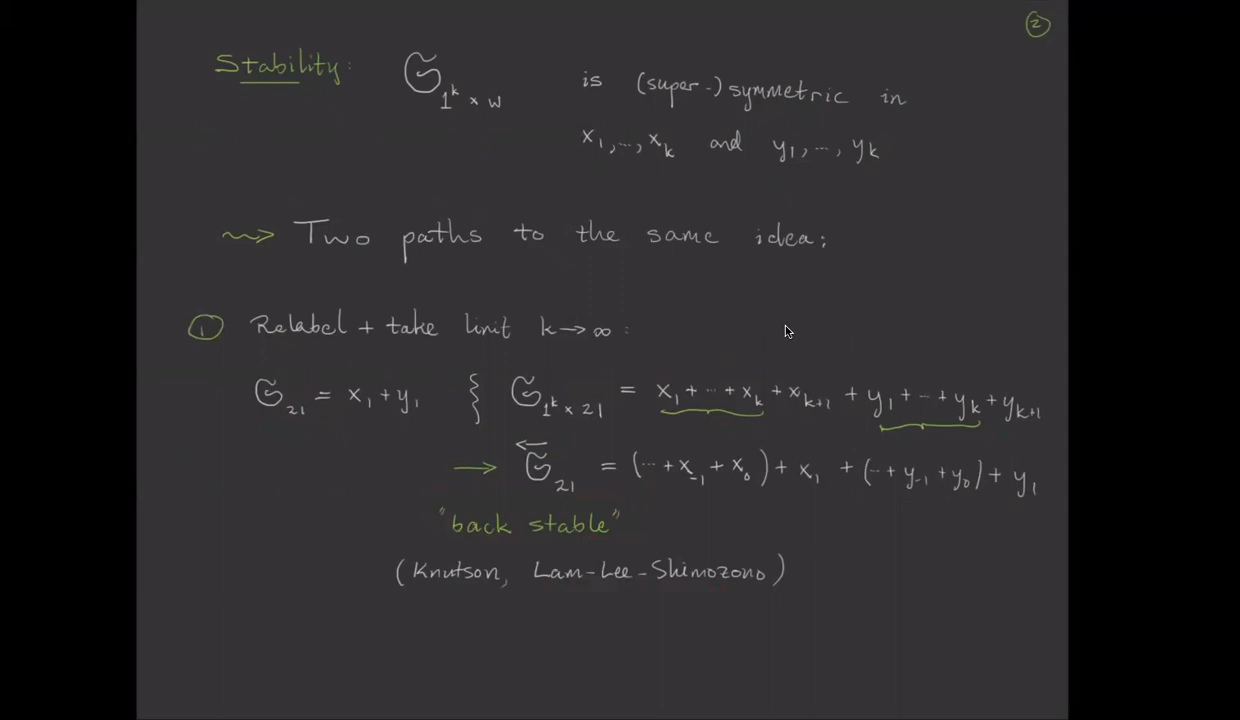 ②
Stability: 𝔖_{1^k × w} is (super-)symmetric in
x_1, ..., x_k and y_1, ..., y_k
⇝ Two paths to the same idea:
① Relabel + take limit k → ∞ :
𝔖_{21} = x_1 + y_1 } 𝔖_{1^k × 21} = x_1 + ... + x_k + x_{k+1} + y_1 + ... + y_k + y_{k+1}
→ \overleftarrow{𝔖}_{21} = (... + x_{-1} + x_0) + x_1 + (... + y_{-1} + y_0) + y_1
"back stable"
(Knutson, Lam-Lee-Shimozono)